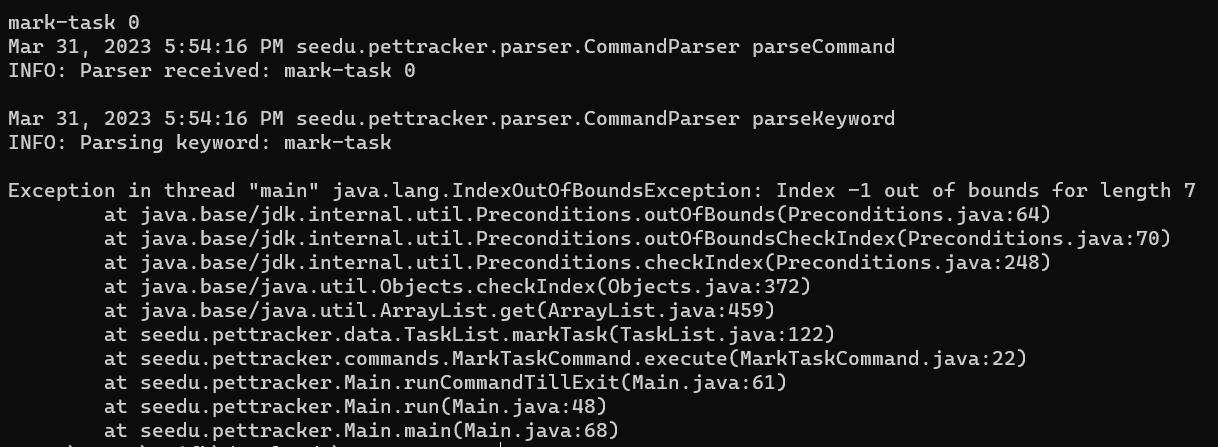 mark-task 0
Mar 31, 2023 5:54:16 PM seedu.pettracker.parser.CommandParser parseCommand
INFO: Parser received: mark-task 0
Mar 31, 2023 5:54:16 PM seedu.pettracker.parser.CommandParser parseKeyword
INFO: Parsing keyword: mark-task
Exception in thread "main" java.lang.IndexOutOfBoundsException: Index -1 out of bounds for length 7
at java.base/jdk.internal.util.Preconditions.outOfBounds(Preconditions.java:64)
at java.base/jdk.internal.util.Preconditions.outOfBoundsCheckIndex(Preconditions.java:70)
at java.base/jdk.internal.util.Preconditions.checkIndex(Preconditions.java:248)
at java.base/java.util.Objects.checkIndex(Objects.java:372)
at java.base/java.util.ArrayList.get(ArrayList.java:459)
at seedu.pettracker.data.TaskList.markTask(TaskList.java:122)
at seedu.pettracker.commands.MarkTaskCommand.execute(MarkTaskCommand.java:22)
at seedu.pettracker.Main.runCommandTillExit(Main.java:61)
at seedu.pettracker.Main.run(Main.java:48)
at seedu.pettracker.Main.main(Main.java:68)